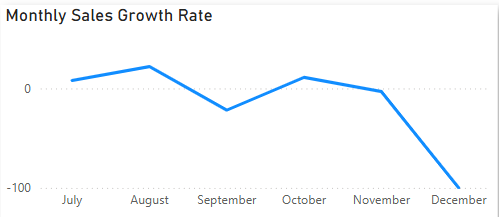 Monthly Sales Growth Rate
0
-100
July August September October November December